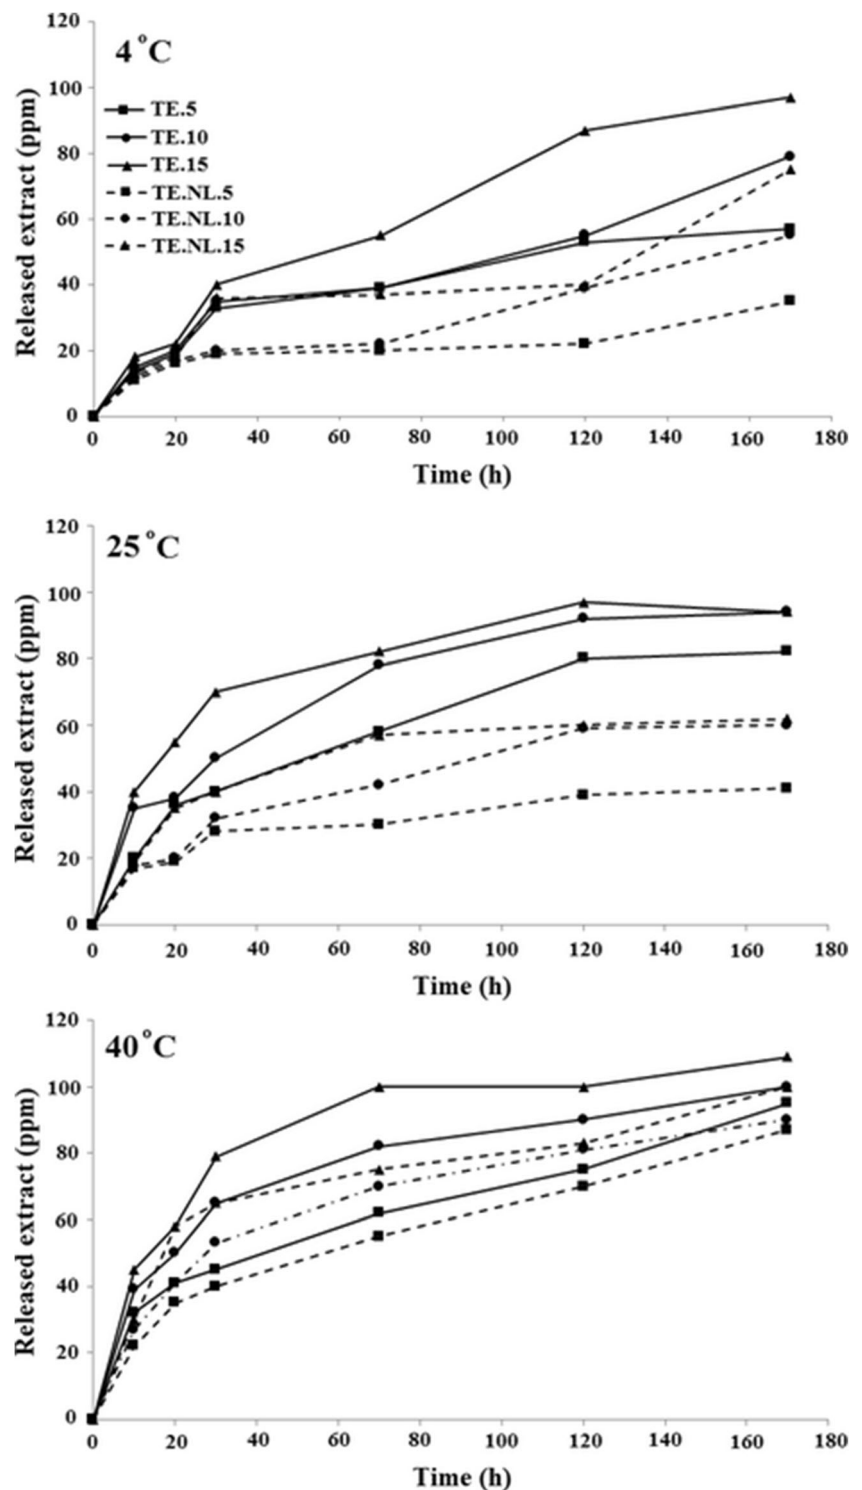 120
4 °C
100
TE.5
TE.10
80
TE.15
TE.NL.5
60
TE.NL.10
TE.NL.15
40
20
0
Released extract (ppm)
0 20 40 60 80 100 120 140 160 180
Time (h)
120
25 °C
100
80
60
40
20
0
Released extract (ppm)
0 20 40 60 80 100 120 140 160 180
Time (h)
120
40 °C
100
80
60
40
20
0
Released extract (ppm)
0 20 40 60 80 100 120 140 160 180
Time (h)